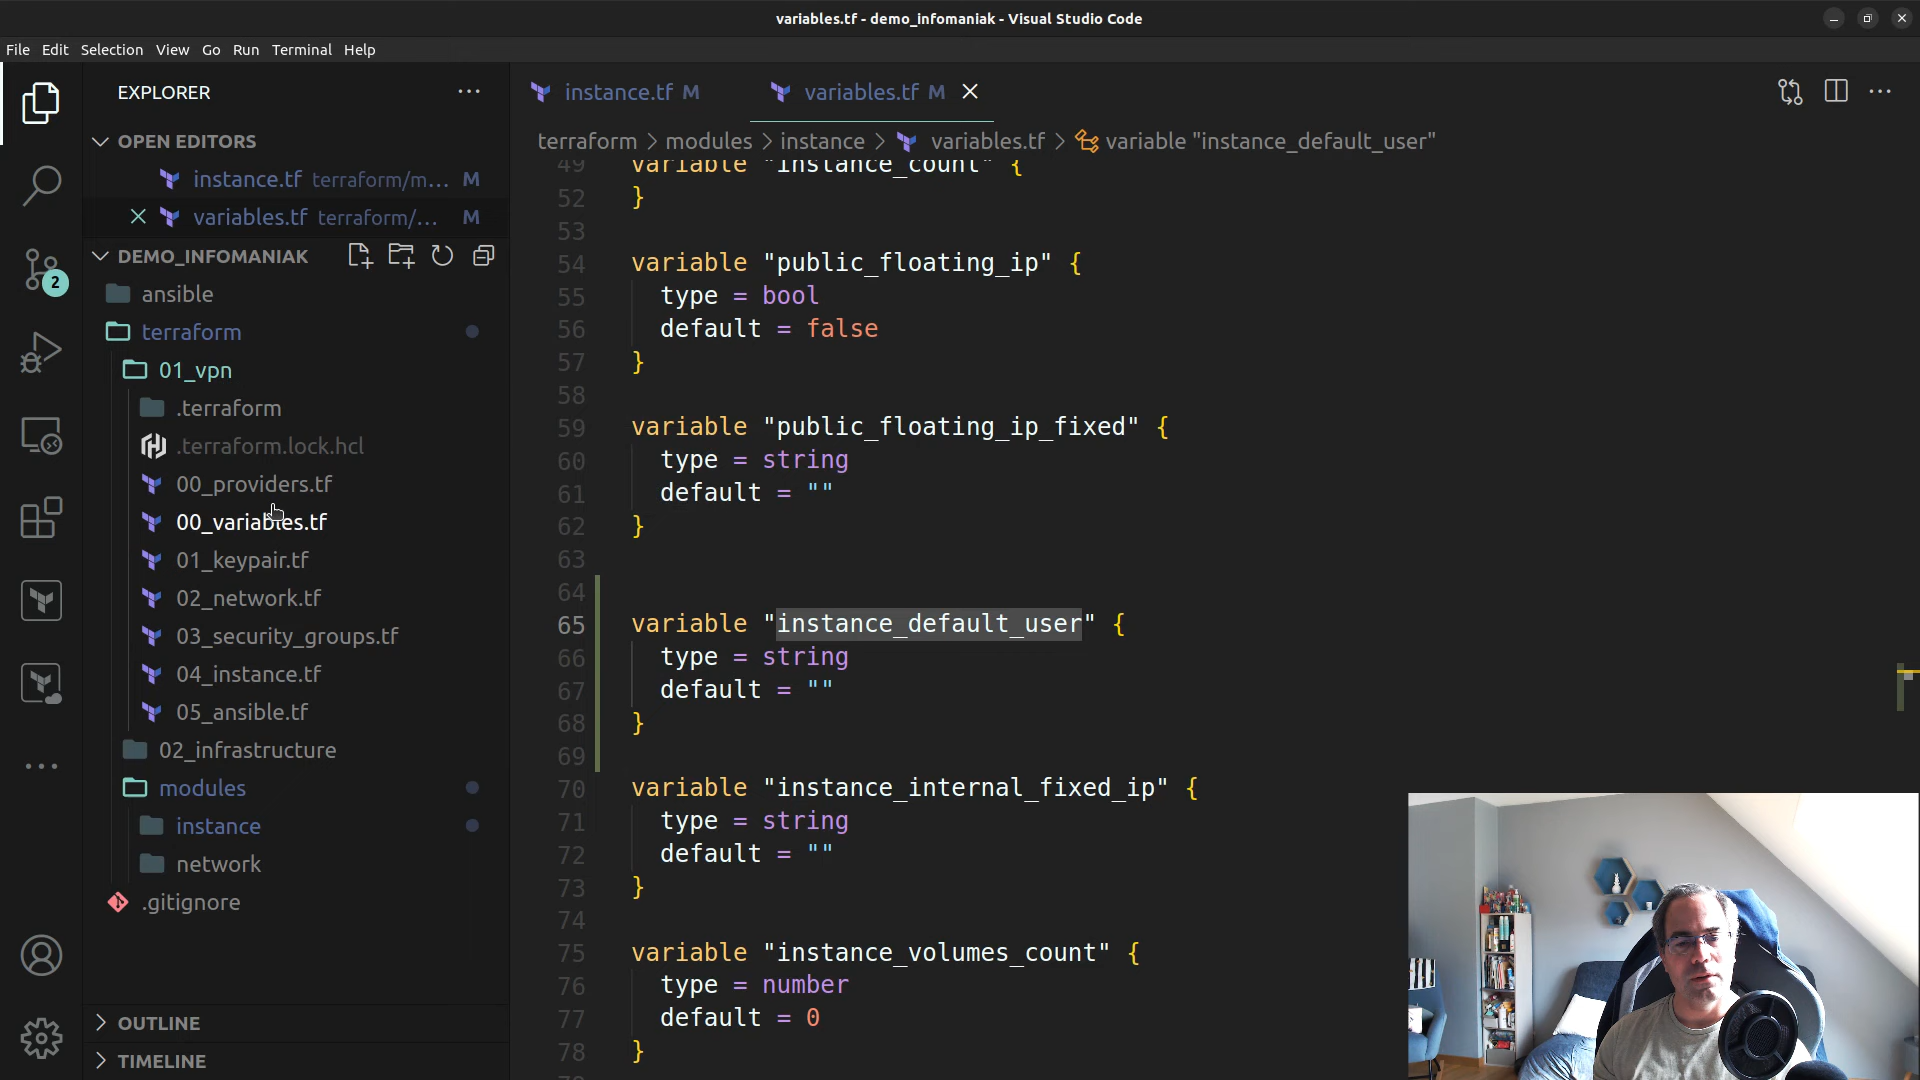 variables.tf - demo_infomaniak - Visual Studio Code
File Edit Selection View Go Run Terminal Help
EXPLORER
OPEN EDITORS
instance.tf terraform/m... M
variables.tf terraform/... M
DEMO_INFOMANIAK
ansible
terraform
01_vpn
.terraform
.terraform.lock.hcl
00_providers.tf
00_variables.tf
01_keypair.tf
02_network.tf
03_security_groups.tf
04_instance.tf
05_ansible.tf
02_infrastructure
modules
instance
network
.gitignore
OUTLINE
TIMELINE
2
instance.tf M
variables.tf M
terraform > modules > instance > variables.tf > variable "instance_default_user"
49 variable "instance_count" {
52 }
53
54 variable "public_floating_ip" {
55 type = bool
56 default = false
57 }
58
59 variable "public_floating_ip_fixed" {
60 type = string
61 default = ""
62 }
63
64
65 variable "instance_default_user" {
66 type = string
67 default = ""
68 }
69
70 variable "instance_internal_fixed_ip" {
71 type = string
72 default = ""
73 }
74
75 variable "instance_volumes_count" {
76 type = number
77 default = 0
78 }